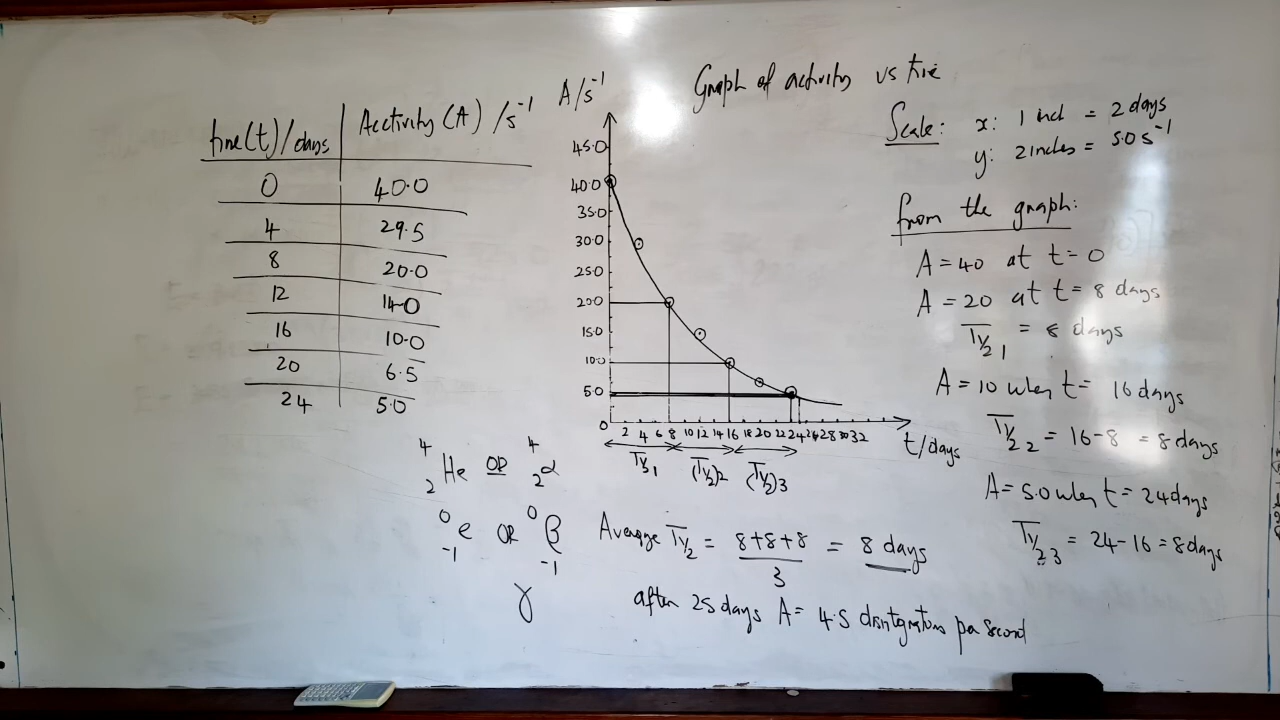 Graph of activity vs time
time(t)/days Acctivity (A) /s⁻¹
0 40.0
4 29.5
8 20.0
12 14.0
16 10.0
20 6.5
24 5.0
A/s⁻¹
45.0
40.0
35.0
30.0
25.0
20.0
15.0
10.0
5.0
0
2 4 6 8 10 12 14 16 18 20 22 24 26 28 30 32
t/days
T½₁ (T½)₂ (T½)₃
Scale: x: 1 inch = 2 days
y: 2 inches = 5.0 s⁻¹
from the graph:
A = 40 at t = 0
A = 20 at t = 8 days
T½₁ = 8 days
A = 10 when t = 16 days
T½₂ = 16-8 = 8 days
A = 5.0 when t = 24 days
T½₃ = 24-16 = 8 days
⁴₂He OR ⁴₂α
⁰₋₁e OR ⁰₋₁β
γ
Average T½ = 8+8+8 / 3 = 8 days
after 25 days A = 4.5 disintegrations per second